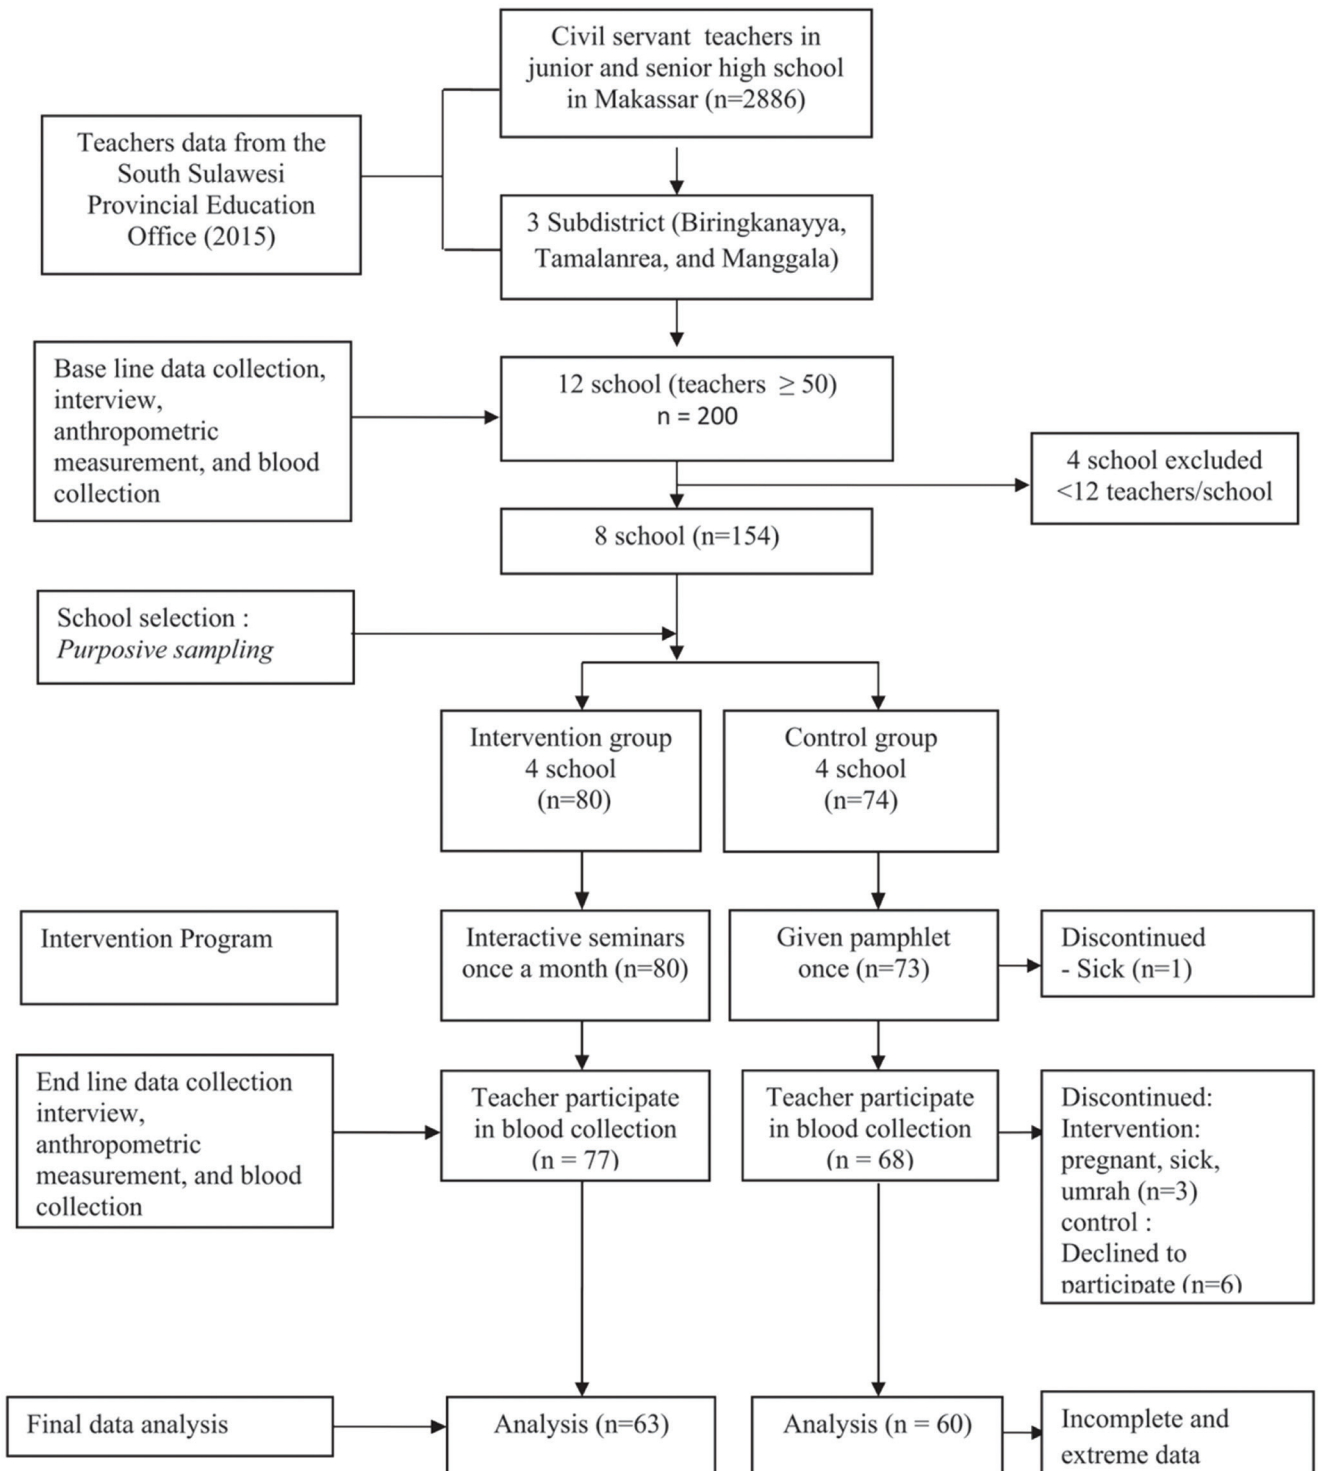 Civil servant teachers in
junior and senior high school
in Makassar (n=2886)
Teachers data from the
South Sulawesi
Provincial Education
Office (2015)
3 Subdistrict (Biringkanayya,
Tamalanrea, and Manggala)
Base line data collection,
interview,
anthropometric
measurement, and blood
collection
12 school (teachers ≥ 50)
n = 200
4 school excluded
<12 teachers/school
8 school (n=154)
School selection :
Purposive sampling
Intervention group
4 school
(n=80)
Control group
4 school
(n=74)
Intervention Program
Interactive seminars
once a month (n=80)
Given pamphlet
once (n=73)
Discontinued
- Sick (n=1)
End line data collection
interview,
anthropometric
measurement, and blood
collection
Teacher participate
in blood collection
(n = 77)
Teacher participate
in blood collection
(n = 68)
Discontinued:
Intervention:
pregnant, sick,
umrah (n=3)
control :
Declined to
participate (n=6)
Final data analysis
Analysis (n=63)
Analysis (n = 60)
Incomplete and
extreme data